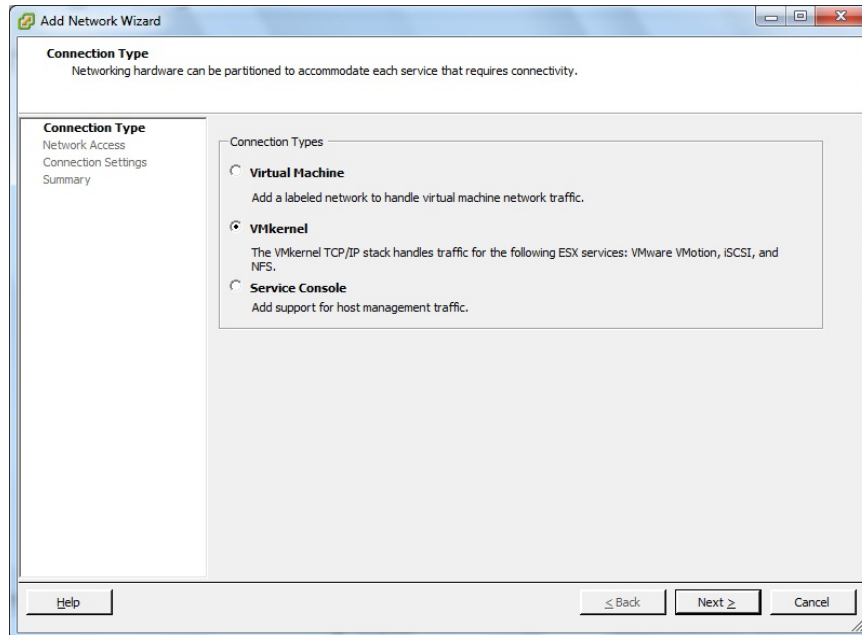 Add Network Wizard
Connection Type
Networking hardware can be partitioned to accommodate each service that requires connectivity.
Connection Type
Network Access
Connection Settings
Summary
Connection Types
Virtual Machine
Add a labeled network to handle virtual machine network traffic.
VMkernel
The VMkernel TCP/IP stack handles traffic for the following ESX services: VMware VMotion, iSCSI, and
NFS.
Service Console
Add support for host management traffic.
Help
< Back
Next >
Cancel